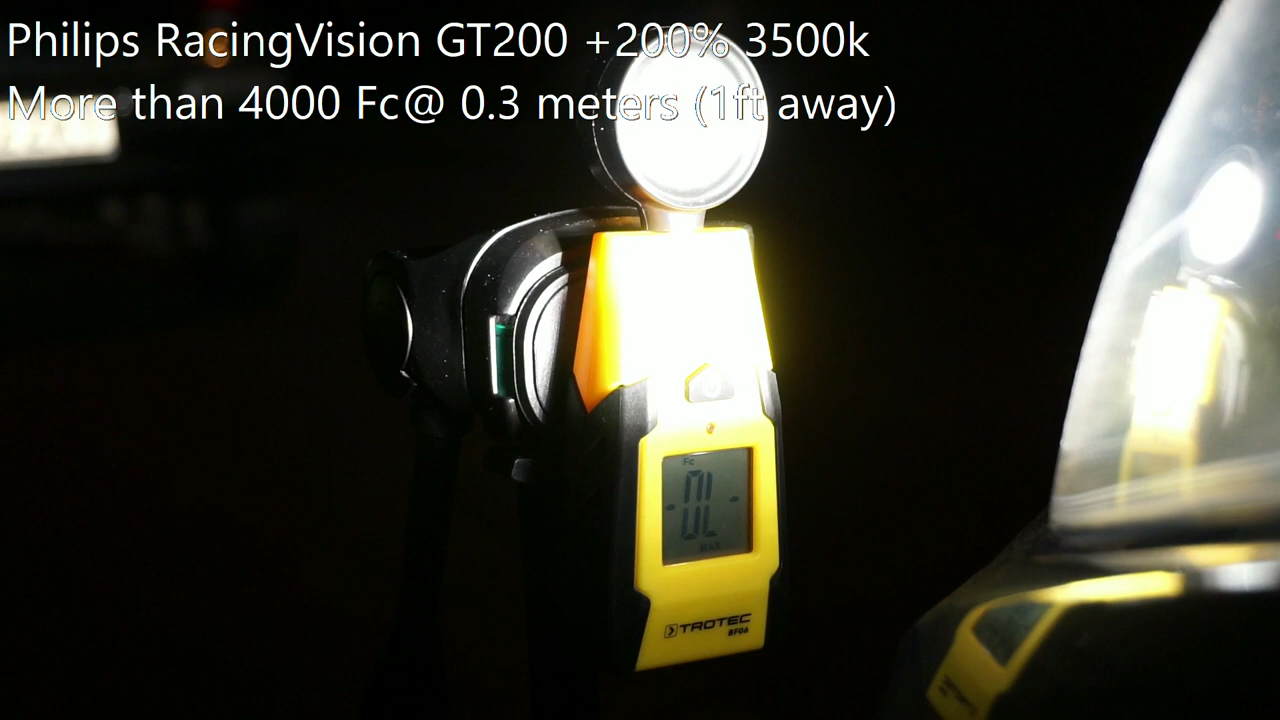 Philips RacingVision GT200 +200% 3500k
More than 4000 Fc@ 0.3 meters (1ft away)
Fc
OL
MAX
TROTEC
BF06